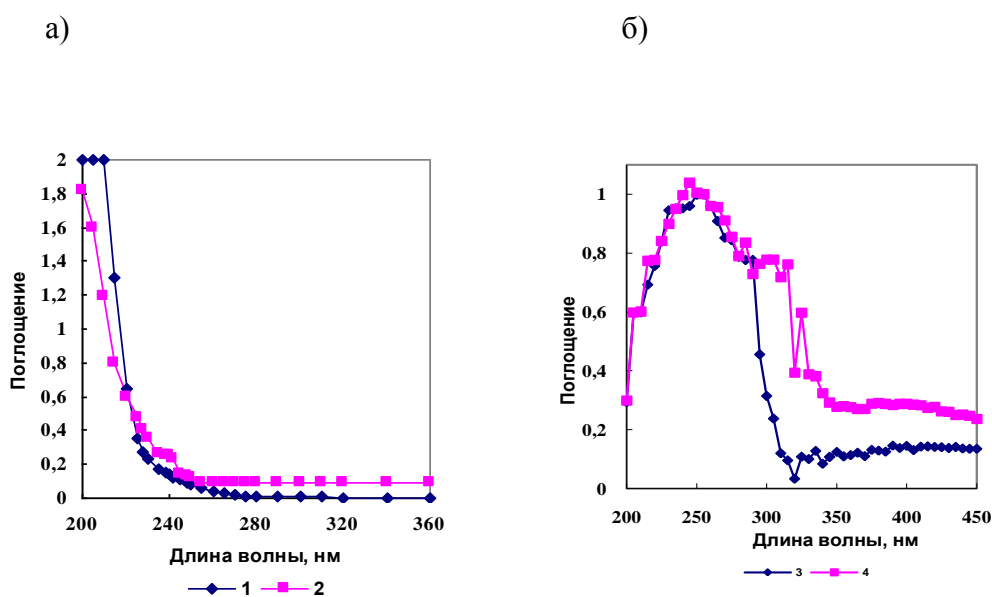 а)
б)
Поглощение
2
1,8
1,6
1,4
1,2
1
0,8
0,6
0,4
0,2
0
200 240 280 320 360
Длина волны, нм
1 2
Поглощение
1
0,8
0,6
0,4
0,2
0
200 250 300 350 400 450
Длина волны, нм
3 4